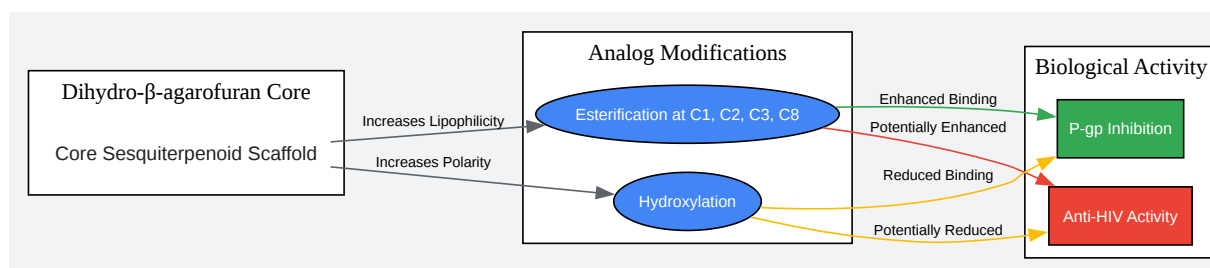 Dihydro-β-agarofuran Core
Core Sesquiterpenoid Scaffold
Increases Lipophilicity
Increases Polarity
Analog Modifications
Esterification at C1, C2, C3, C8
Hydroxylation
Enhanced Binding
Potentially Enhanced
Reduced Binding
Potentially Reduced
Biological Activity
P-gp Inhibition
Anti-HIV Activity